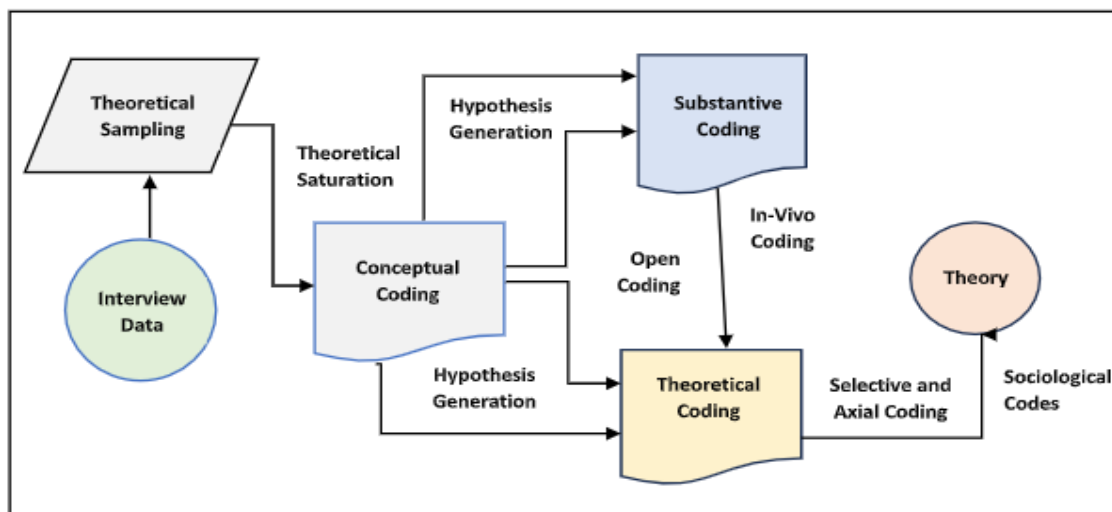 Theoretical
Sampling
Interview
Data
Theoretical
Saturation
Conceptual
Coding
Hypothesis
Generation
Hypothesis
Generation
Substantive
Coding
In-Vivo
Coding
Open
Coding
Theoretical
Coding
Selective and
Axial Coding
Theory
Sociological
Codes